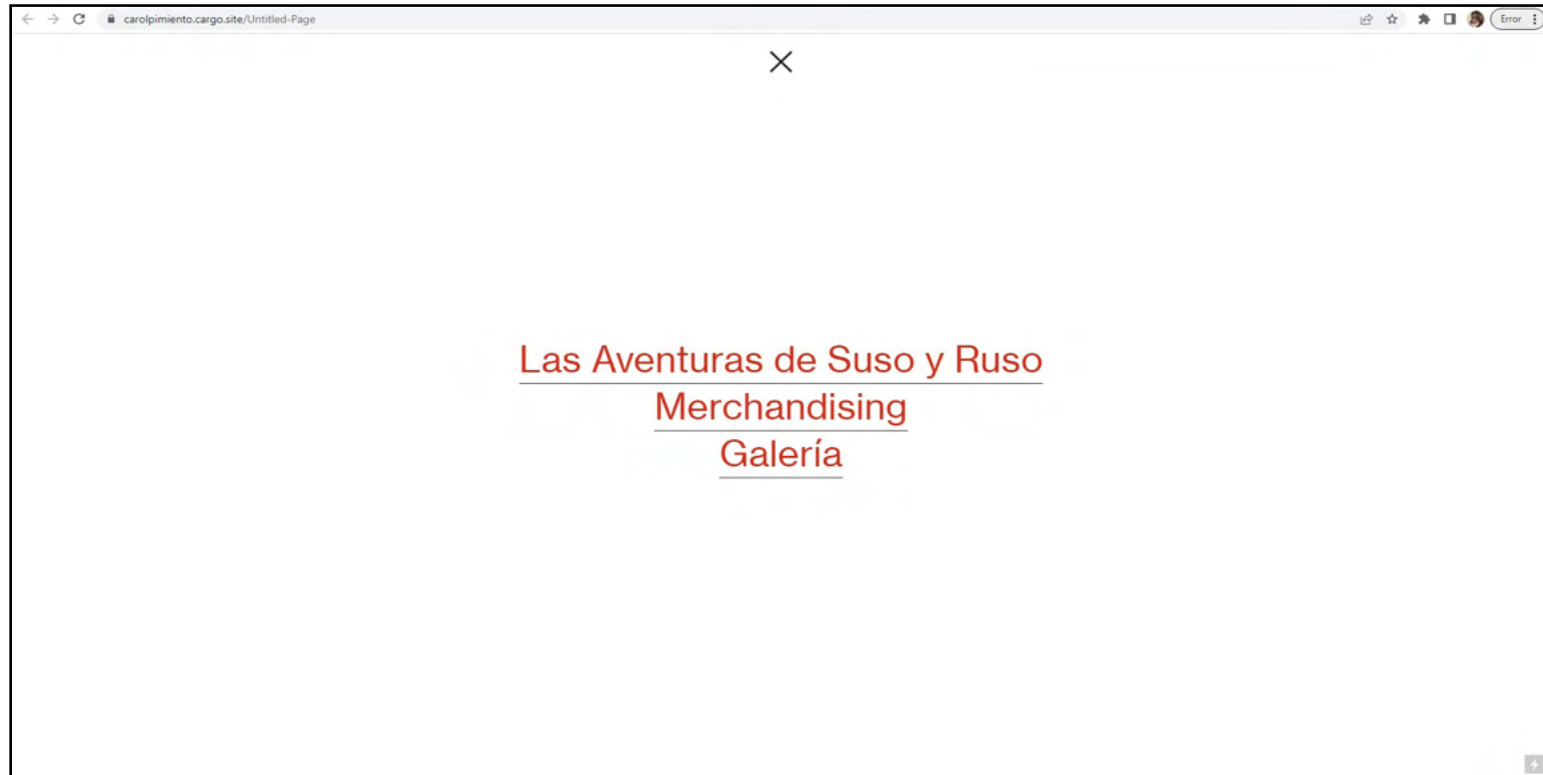 carolpimiento.cargo.site/Untitled-Page
Error
Las Aventuras de Suso y Ruso
Merchandising
Galería